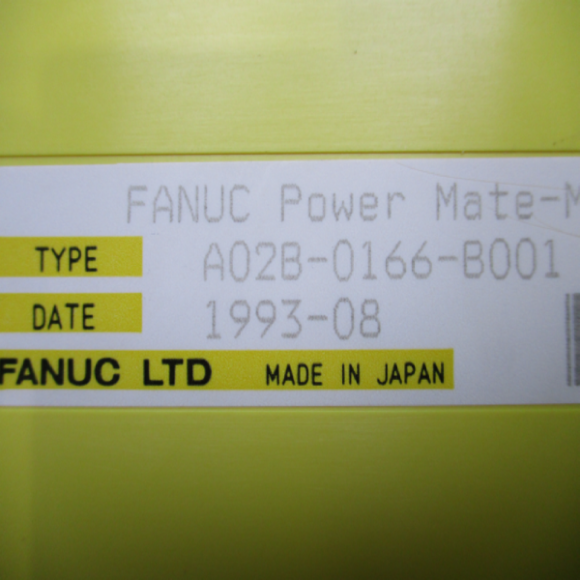 FANUC Power Mate-M
TYPE A02B-0166-B001
DATE 1993-08
FANUC LTD MADE IN JAPAN